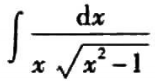 ∫ dx / (x √(x² − 1))